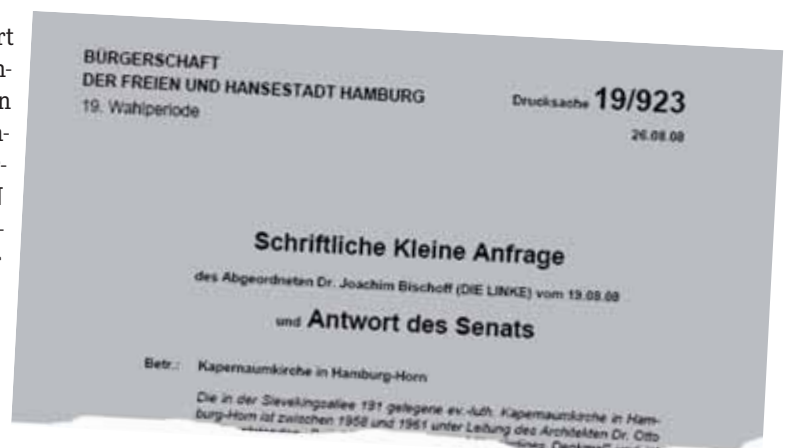 BÜRGERSCHAFT
DER FREIEN UND HANSESTADT HAMBURG
19. Wahlperiode
Drucksache 19/923
26.08.08
Schriftliche Kleine Anfrage
des Abgeordneten Dr. Joachim Bischoff (DIE LINKE) vom 19.08.08
und Antwort des Senats
Betr.: Kapernaumkirche in Hamburg-Horn
Die in der Sievekingsallee 191 gelegene ev.-luth. Kapernaumkirche in Ham-
burg-Horn ist zwischen 1958 und 1961 unter Leitung des Architekten Dr. Otto